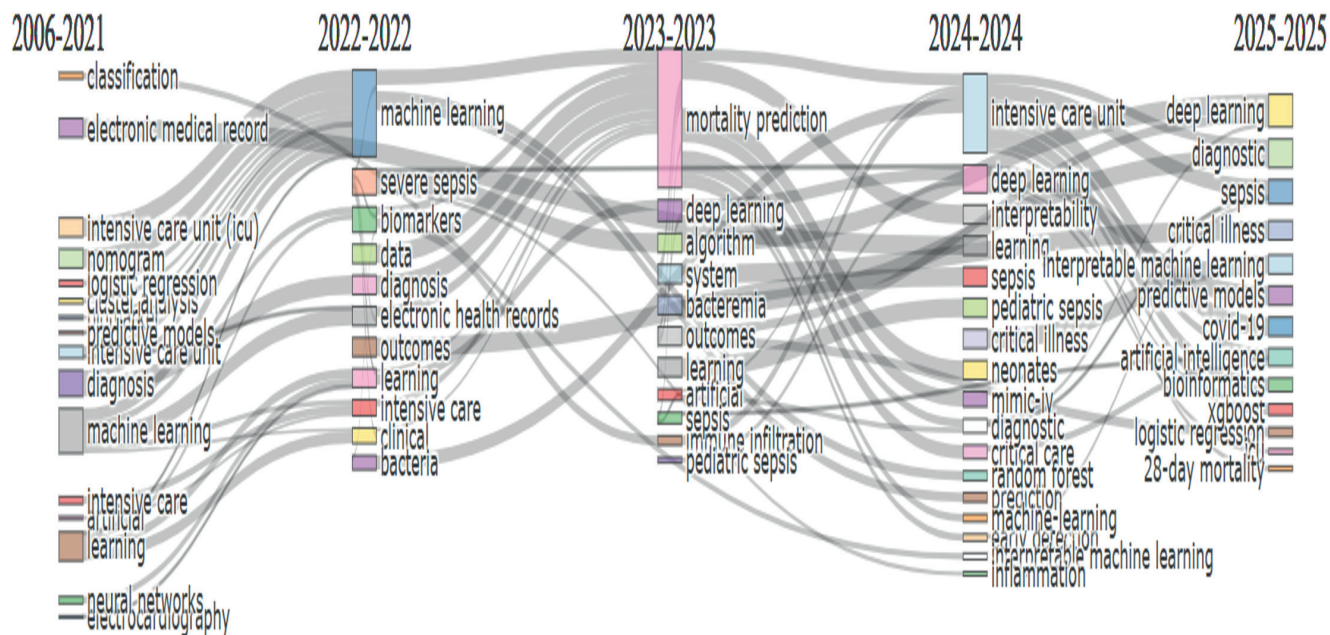 2006-2021
2022-2022
2023-2023
2024-2024
2025-2025
classification
electronic medical record
intensive care unit (icu)
nomogram
logistic regression
cluster analysis
predictive models
intensive care unit
diagnosis
machine learning
intensive care
artificial
learning
neural networks
electrocardiography
machine learning
severe sepsis
biomarkers
data
diagnosis
electronic health records
outcomes
learning
intensive care
clinical
bacteria
mortality prediction
deep learning
algorithm
system
bacteremia
outcomes
learning
artificial
sepsis
immune infiltration
pediatric sepsis
intensive care unit
deep learning
interpretability
learning
sepsis
pediatric sepsis
critical illness
neonates
mimic-iv
diagnostic
critical care
random forest
prediction
machine-learning
early detection
interpretable machine learning
inflammation
deep learning
diagnostic
sepsis
critical illness
interpretable machine learning
predictive models
covid-19
artificial intelligence
bioinformatics
xgboost
logistic regression
icu
28-day mortality